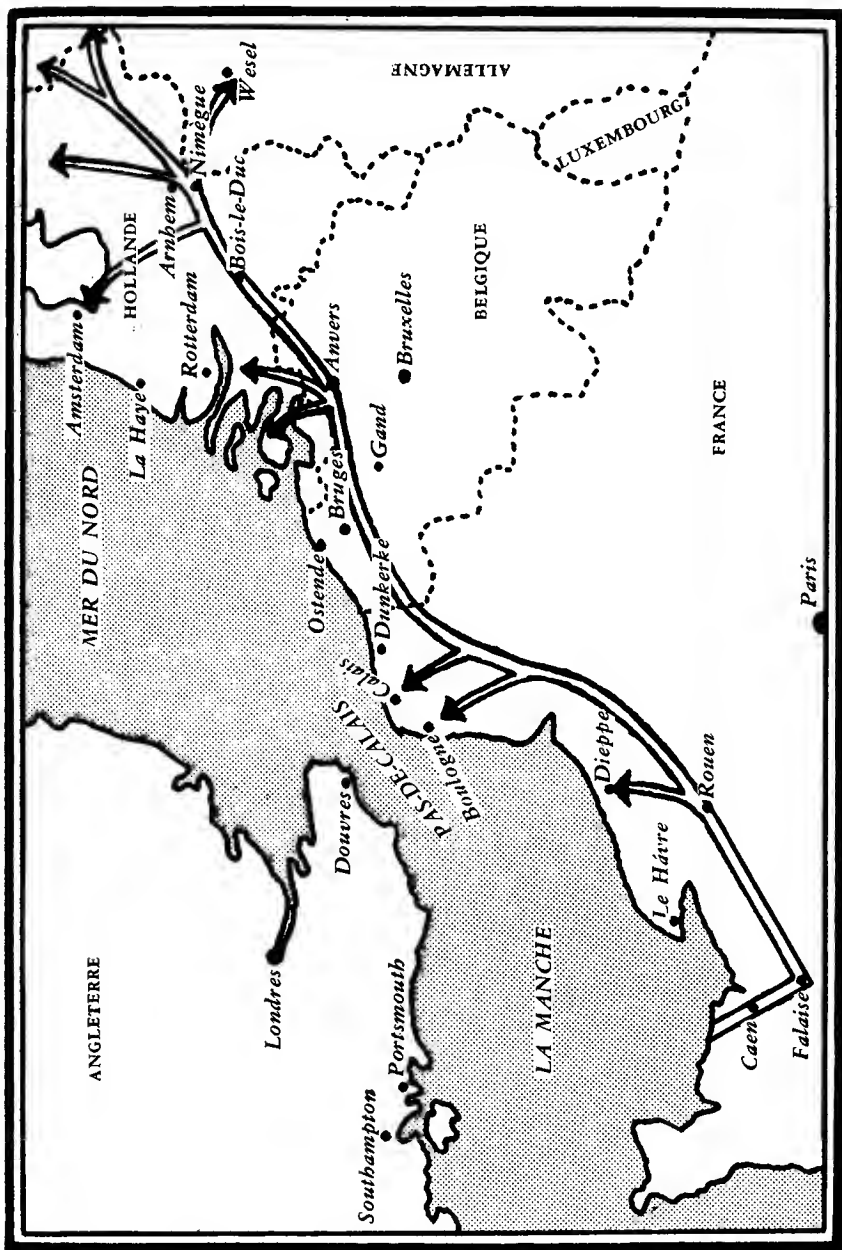 ANGLETERRE
MER DU NORD
Amsterdam
HOLLANDE
La Haye
Rotterdam
Arnhem
Nimègue
Wesel
Bois-le-Duc
ALLEMAGNE
Londres
Douvres
Southampton
Portsmouth
PAS-DE-CALAIS
Ostende
Bruges
Anvers
Dunkerke
Gand
Bruxelles
Calais
Boulogne
BELGIQUE
LUXEMBOURG
LA MANCHE
Dieppe
Le Hávre
Rouen
FRANCE
Caen
Falaise
Paris